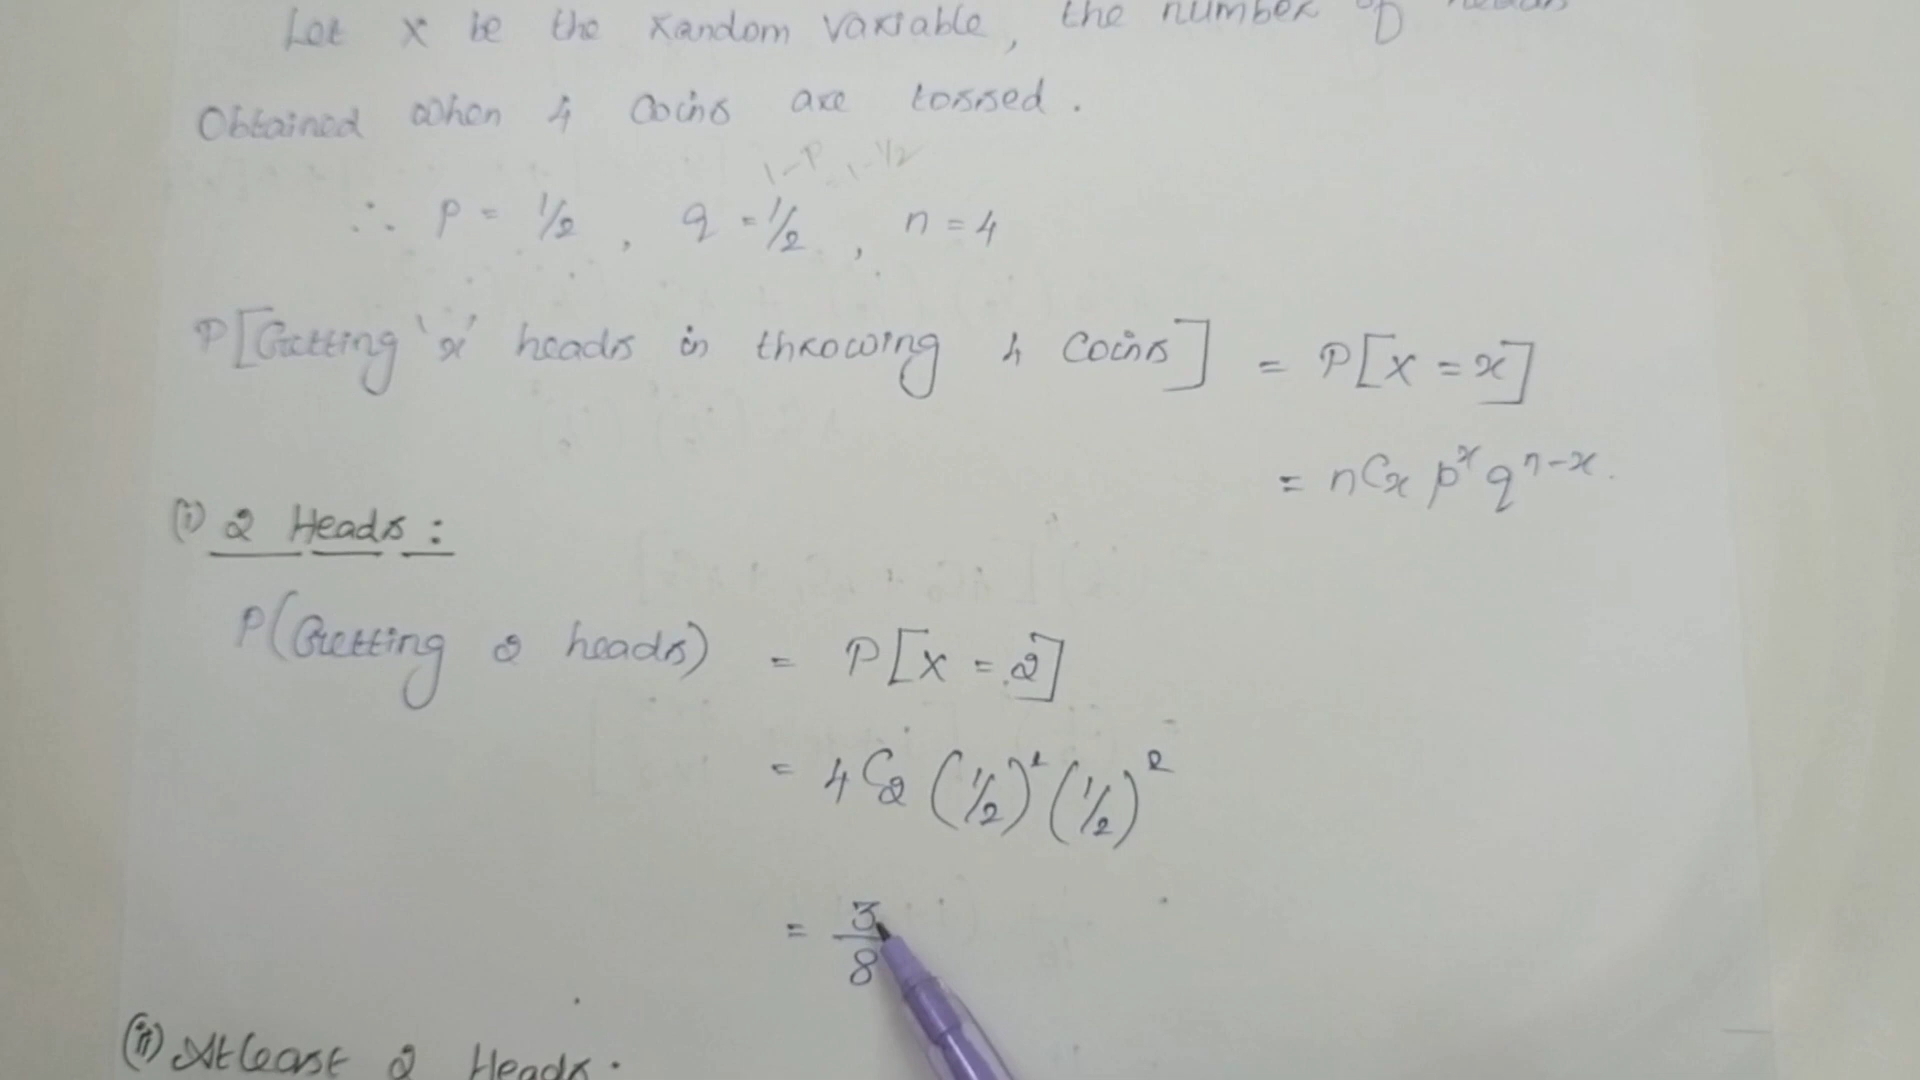 Let X be the random variable, the number of heads
Obtained when 4 Coins are tossed.
1-P 1-1/2
∴ p = 1/2, q = 1/2, n = 4
P[Getting 'x' heads in throwing 4 Coins] = P[X = x]
= nCx p^x q^n-x.
(i) 2 Heads :
P(Getting 2 heads) = P[X = 2]
= 4C2 (1/2)^2 (1/2)^2
= 3/8
(ii) Atleast 2 Heads.